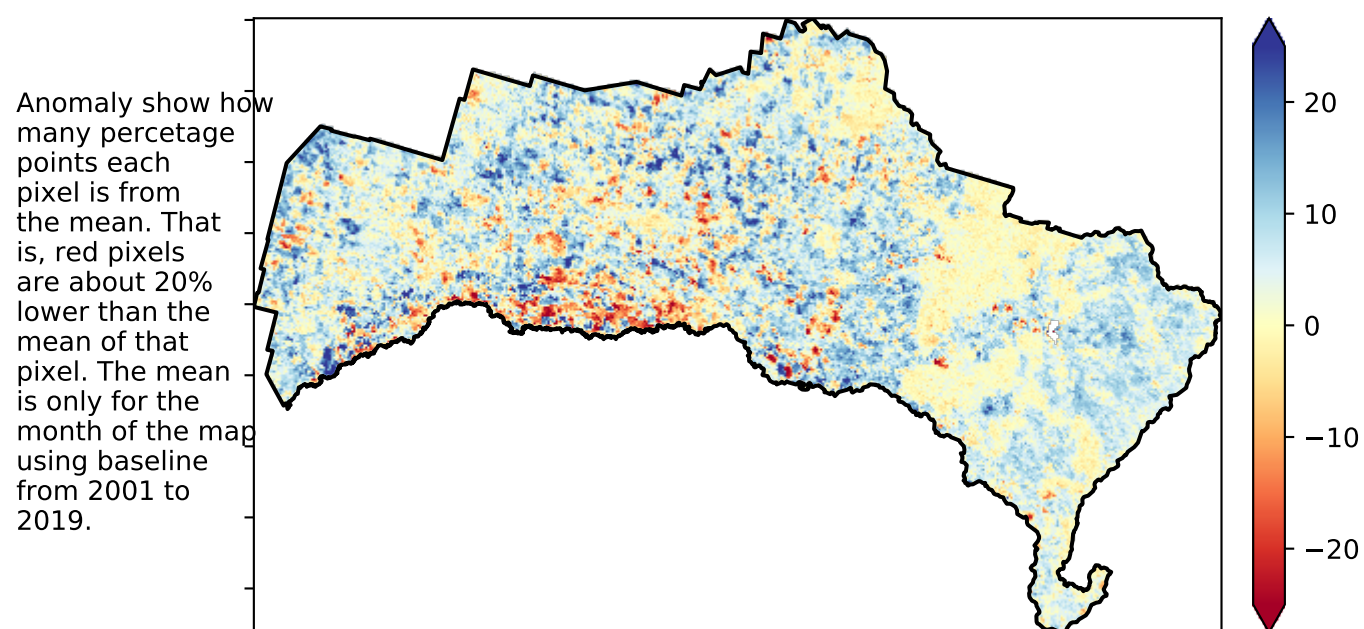 Anomaly show how
many percetage
points each
pixel is from
the mean. That
is, red pixels
are about 20%
lower than the
mean of that
pixel. The mean
is only for the
month of the map
using baseline
from 2001 to
2019.
20
10
0
−10
−20